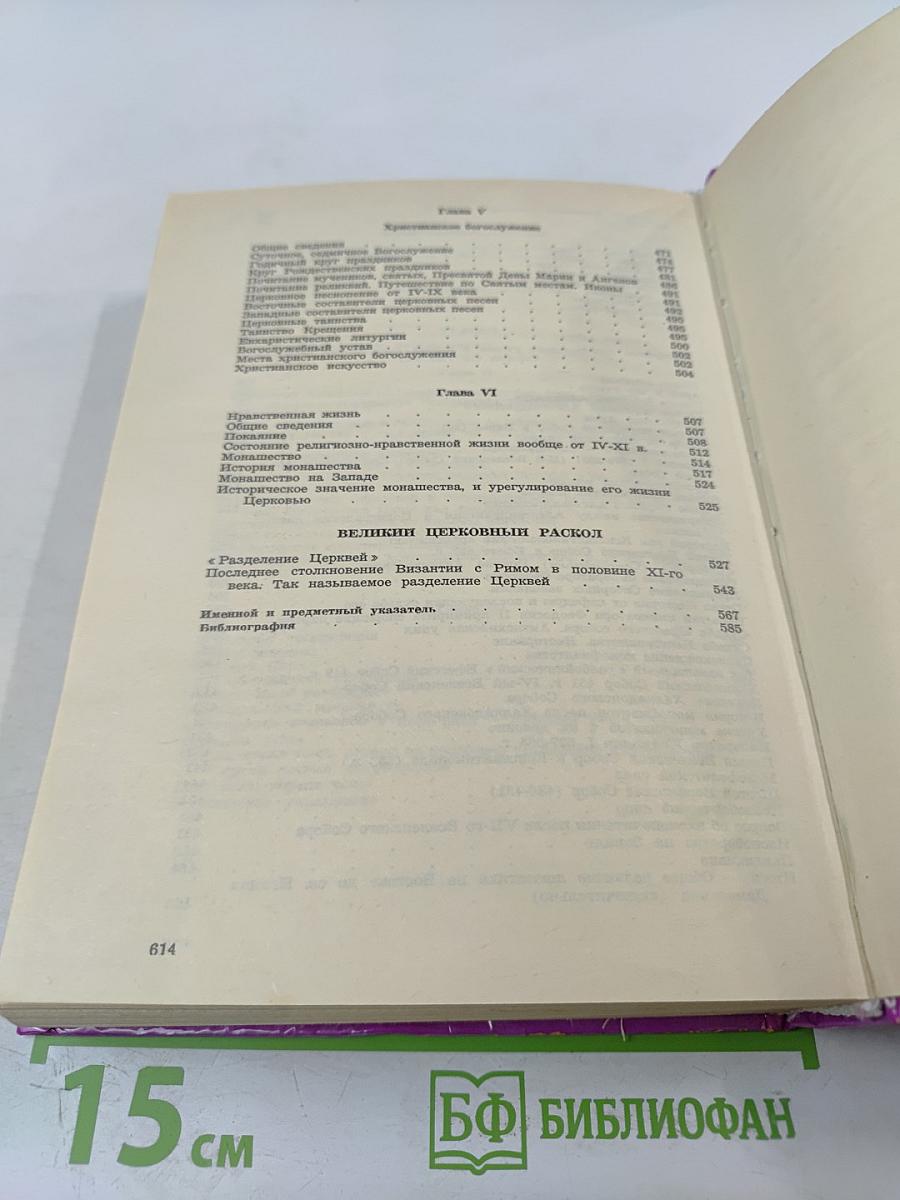 Глава V
Христианское богослужение
Общие сведения . . . . . . . . . . 471
Суточное, седмичное Богослужение . . . . . . . 474
Годичный круг праздников . . . . . . . . 477
Круг Рождественских праздников . . . . . . . 481
Почитание мучеников, святых, Пресвятой Девы Марии и Ангелов 486
Почитание реликвий. Путешествие по Святым местам. Иконы . 491
Церковное песнопение от IV-IX века . . . . . . 491
Восточные составители церковных песен . . . . . . 492
Западные составители церковных песен . . . . . . 495
Церковные таинства . . . . . . . . . 495
Таинство Крещения . . . . . . . . . 495
Евхаристические литургии . . . . . . . . 500
Богослужебный устав . . . . . . . . . 502
Места христианского богослужения . . . . . . . 502
Христианское искусство . . . . . . . . 504
Глава VI
Нравственная жизнь . . . . . . . . . 507
Общие сведения . . . . . . . . . . 507
Покаяние . . . . . . . . . . . 508
Состояние религиозно-нравственной жизни вообще от IV-XI в. . 512
Монашество . . . . . . . . . . . 514
История монашества . . . . . . . . . 517
Монашество на Западе . . . . . . . . . 524
Историческое значение монашества, и урегулирование его жизни
Церковью . . . . . . . . . . 525
ВЕЛИКИЙ ЦЕРКОВНЫЙ РАСКОЛ
« Разделение Церквей » . . . . . . . . 527
Последнее столкновение Византии с Римом в половине XI-го
века. Так называемое разделение Церквей . . . . 543
Именной и предметный указатель . . . . . . . . 567
Библиография . . . . . . . . . . . 585
614
15 см
БФ БИБЛИОФАН